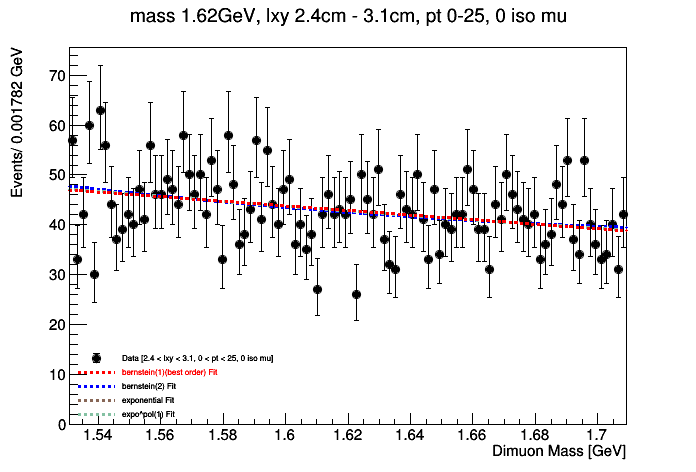 mass 1.62GeV, lxy 2.4cm - 3.1cm, pt 0-25, 0 iso mu
Events/ 0.001782 GeV
70
60
50
40
30
20
10
0
Data [2.4 < lxy < 3.1, 0 < pt < 25, 0 iso mu]
bernstein(1)(best order) Fit
bernstein(2) Fit
exponential Fit
expo*pol(1) Fit
1.54 1.56 1.58 1.6 1.62 1.64 1.66 1.68 1.7
Dimuon Mass [GeV]